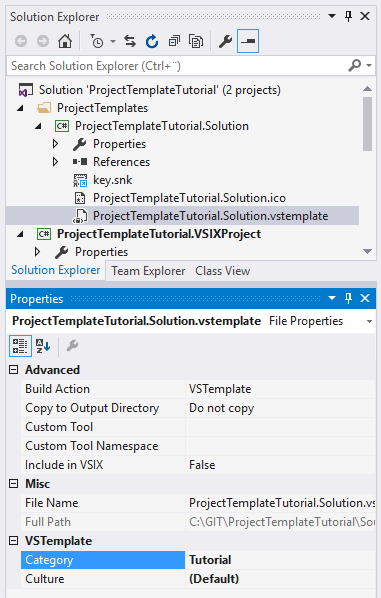 Solution Explorer
Search Solution Explorer (Ctrl+¨)
Solution 'ProjectTemplateTutorial' (2 projects)
ProjectTemplates
C# ProjectTemplateTutorial.Solution
Properties
References
key.snk
ProjectTemplateTutorial.Solution.ico
ProjectTemplateTutorial.Solution.vstemplate
C# ProjectTemplateTutorial.VSIXProject
Properties
Solution Explorer Team Explorer Class View
Properties
ProjectTemplateTutorial.Solution.vstemplate File Properties
Advanced
Build Action VSTemplate
Copy to Output Directory Do not copy
Custom Tool
Custom Tool Namespace
Include in VSIX False
Misc
File Name ProjectTemplateTutorial.Solution.vs
Full Path C:\GIT\ProjectTemplateTutorial\Sou
VSTemplate
Category Tutorial
Culture (Default)